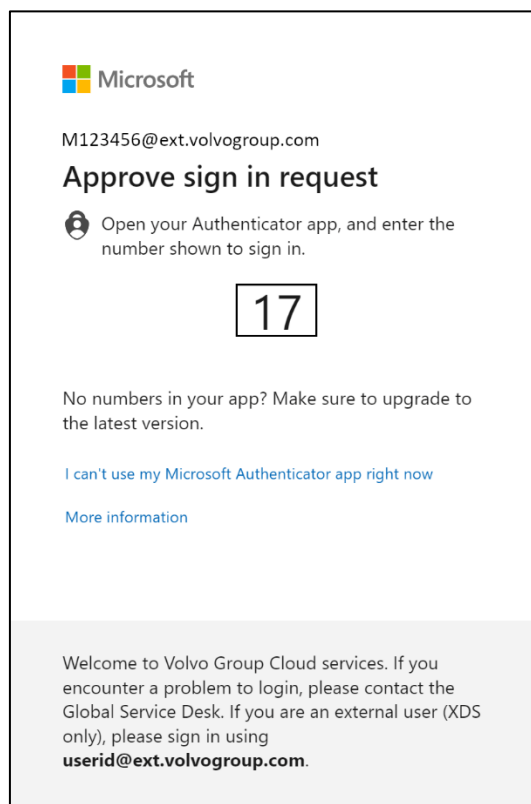 Microsoft
M123456@ext.volvogroup.com
Approve sign in request
Open your Authenticator app, and enter the
number shown to sign in.
17
No numbers in your app? Make sure to upgrade to
the latest version.
I can't use my Microsoft Authenticator app right now
More information
Welcome to Volvo Group Cloud services. If you
encounter a problem to login, please contact the
Global Service Desk. If you are an external user (XDS
only), please sign in using
userid@ext.volvogroup.com.